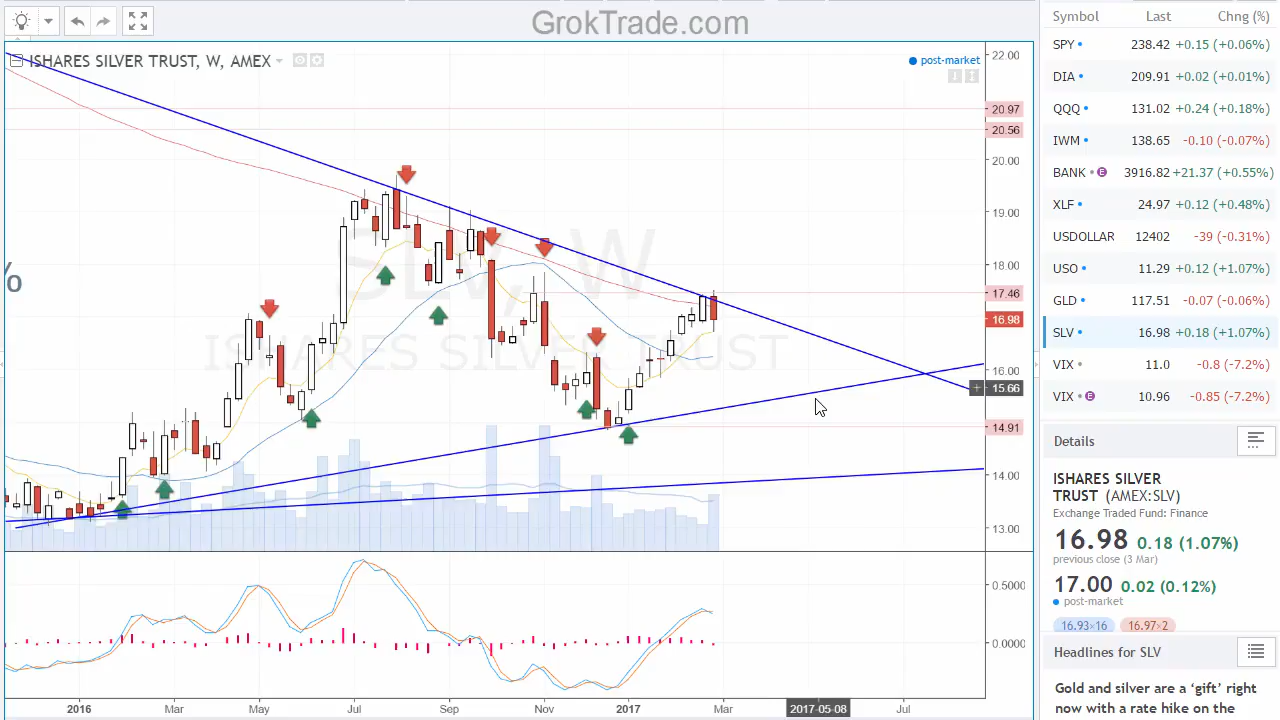 GrokTrade.com
ISHARES SILVER TRUST, W, AMEX
post-market
SLV, W
ISHARES SILVER TRUST
%
22.00
20.97
20.56
20.00
19.00
18.00
17.46
16.98
16.00
15.66
14.91
14.00
13.00
0.5000
0.0000
2016 Mar May Jul Sep Nov 2017 Mar 2017-05-08 Jul
Symbol Last Chng (%)
SPY 238.42 +0.15 (+0.06%)
DIA 209.91 +0.02 (+0.01%)
QQQ 131.02 +0.24 (+0.18%)
IWM 138.65 -0.10 (-0.07%)
BANK E 3916.82 +21.37 (+0.55%)
XLF 24.97 +0.12 (+0.48%)
USDOLLAR 12402 -39 (-0.31%)
USO 11.29 +0.12 (+1.07%)
GLD 117.51 -0.07 (-0.06%)
SLV 16.98 +0.18 (+1.07%)
VIX 11.0 -0.8 (-7.2%)
VIX E 10.96 -0.85 (-7.2%)
Details
ISHARES SILVER
TRUST (AMEX:SLV)
Exchange Traded Fund: Finance
16.98 0.18 (1.07%)
previous close (3 Mar)
17.00 0.02 (0.12%)
post-market
16.93×16 16.97×2
Headlines for SLV
Gold and silver are a ‘gift’ right
now with a rate hike on the